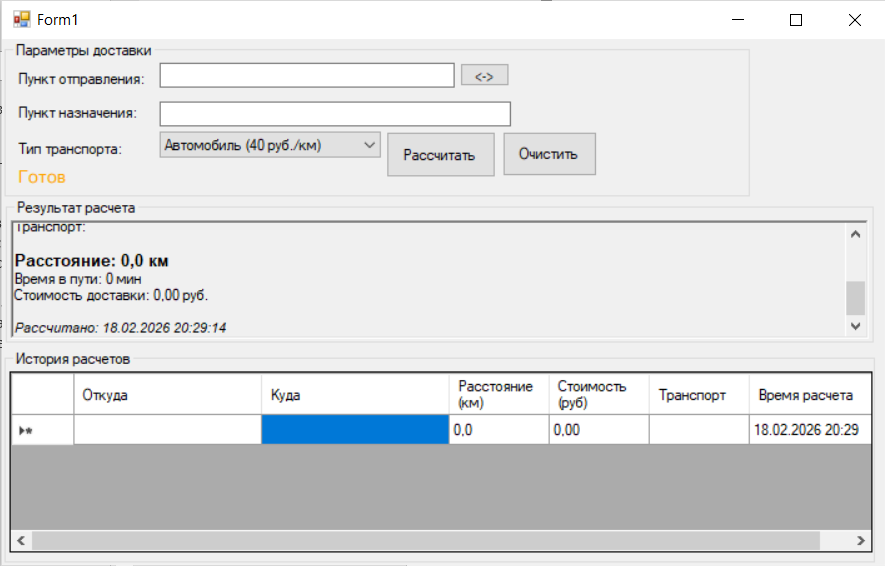 Form1
Параметры доставки
Пункт отправления:
<->
Пункт назначения:
Тип транспорта:
Автомобиль (40 руб./км)
Рассчитать
Очистить
Готов
Результат расчета
Транспорт:
Расстояние: 0,0 км
Время в пути: 0 мин
Стоимость доставки: 0,00 руб.
Рассчитано: 18.02.2026 20:29:14
История расчетов
Откуда
Куда
Расстояние
(км)
Стоимость
(руб)
Транспорт
Время расчета
0,0
0,00
18.02.2026 20:29